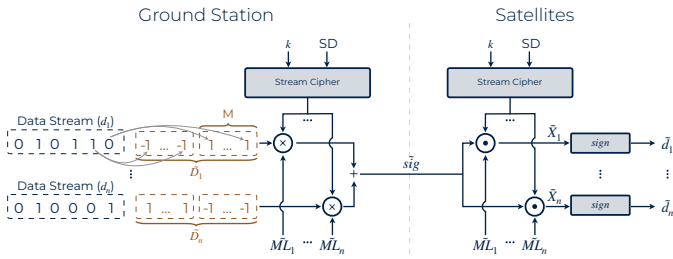 Ground Station Satellites
k SD k SD
Stream Cipher Stream Cipher
... ...
M
Data Stream (d₁)
0 1 0 1 1 0 -1 ... -1 1 ... 1 × • X̃₁ sign d̃₁
D̃₁
⋮ + s̃ig ⋮ ⋮
Data Stream (dₙ)
0 1 0 0 0 1 1 ... 1 -1 ... -1 × • X̃ₙ sign d̃ₙ
D̃ₙ
M̃L₁ ... M̃Lₙ M̃L₁ ... M̃Lₙ